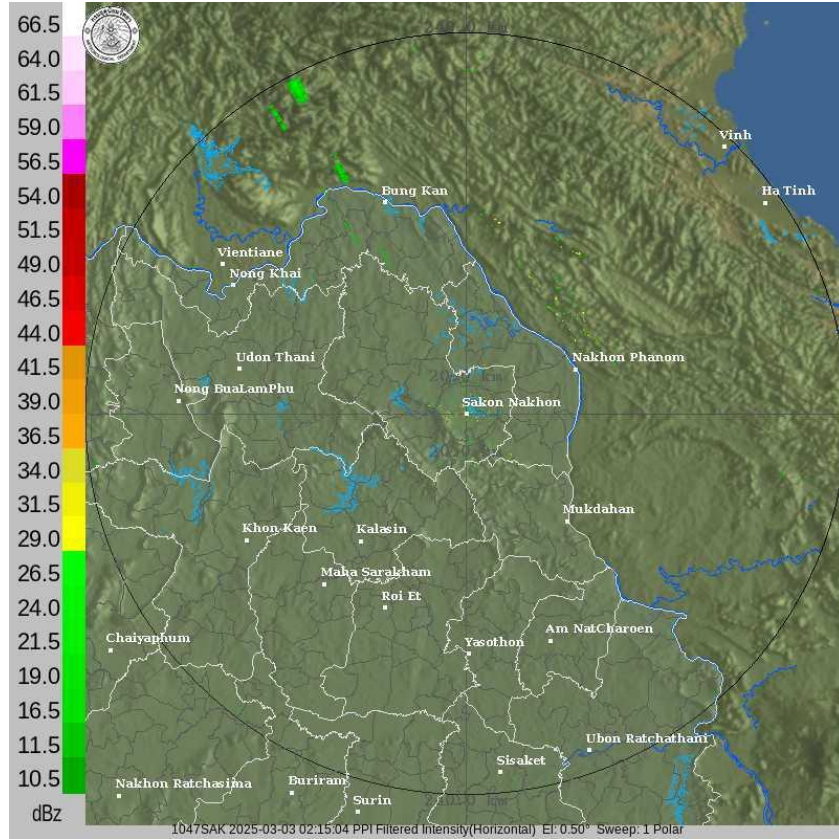 66.5
64.0
61.5
59.0
56.5
54.0
51.5
49.0
46.5
44.0
41.5
39.0
36.5
34.0
31.5
29.0
26.5
24.0
21.5
19.0
16.5
11.5
10.5
dBz
Vinh
Ha Tinh
Bung Kan
Vientiane
Nong Khai
Udon Thani
Nakhon Phanom
Nong BuaLamPhu
Sakon Nakhon
Mukdahan
Khon Kaen
Kalasin
Maha Sarakham
Roi Et
Chaiyaphum
Yasothon
Am NatCharoen
Ubon Ratchathani
Sisaket
Nakhon Ratchasima
Buriram
Surin
1047SAK 2025-03-03 02:15:04 PPI Filtered Intensity(Horizontal) El: 0.50° Sweep: 1 Polar